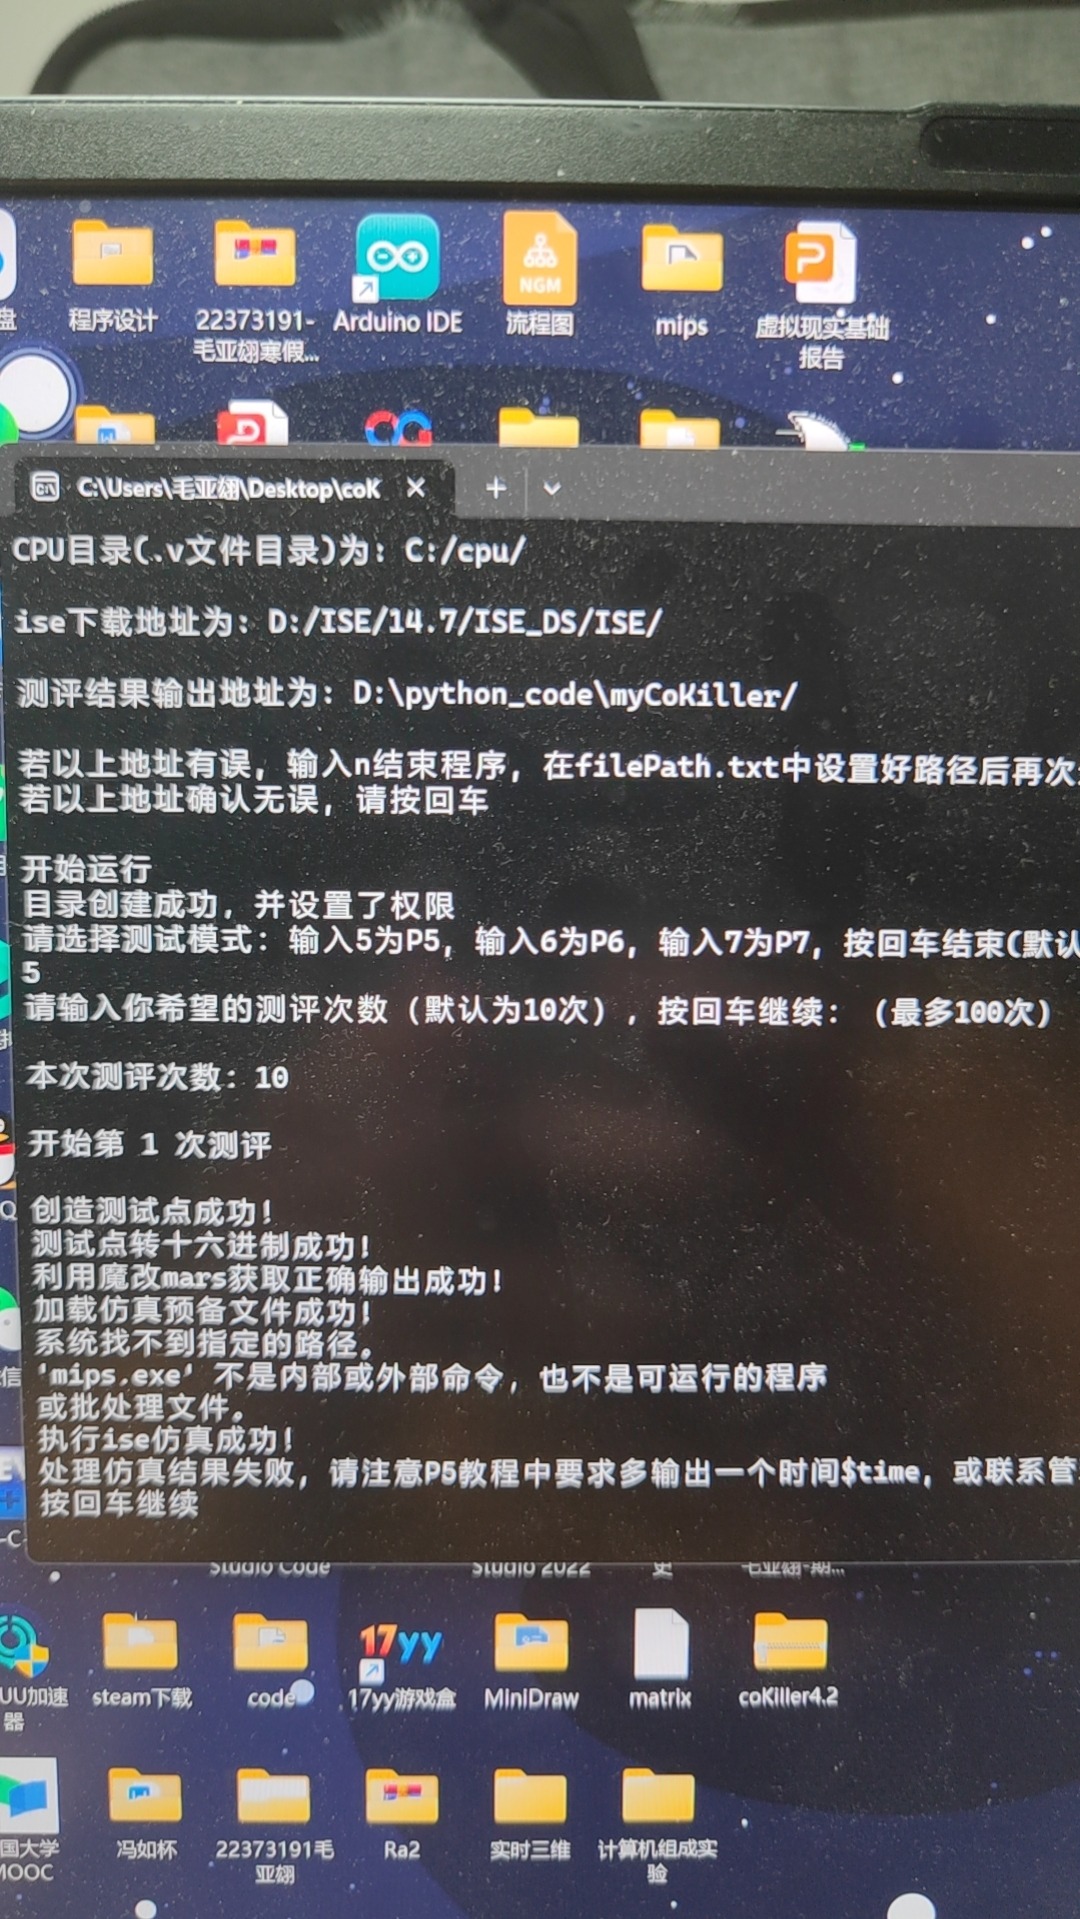 盘
程序设计
22373191-
毛亚翃寒假...
Arduino IDE
NGM
流程图
mips
虚拟现实基础
报告
C:\Users\毛亚翃\Desktop\coK
CPU目录(.v文件目录)为: C:/cpu/
ise下载地址为: D:/ISE/14.7/ISE_DS/ISE/
测评结果输出地址为: D:\python_code\myCoKiller/
若以上地址有误, 输入n结束程序, 在filePath.txt中设置好路径后再次
若以上地址确认无误, 请按回车
开始运行
目录创建成功, 并设置了权限
请选择测试模式: 输入5为P5, 输入6为P6, 输入7为P7, 按回车结束(默认
5
请输入你希望的测评次数 (默认为10次) , 按回车继续: (最多100次)
本次测评次数: 10
开始第 1 次测评
创造测试点成功!
测试点转十六进制成功!
利用魔改mars获取正确输出成功!
加载仿真预备文件成功!
系统找不到指定的路径。
'mips.exe' 不是内部或外部命令, 也不是可运行的程序
或批处理文件。
执行ise仿真成功!
处理仿真结果失败, 请注意P5教程中要求多输出一个时间$time, 或联系管
按回车继续
Studio Code
Studio 2022
史
毛亚翃-期...
UU加速
器
steam下载
code
17yy
17yy游戏盒
MiniDraw
matrix
coKiller4.2
国大学
MOOC
冯如杯
22373191毛
亚翃
Ra2
实时三维
计算机组成实
验